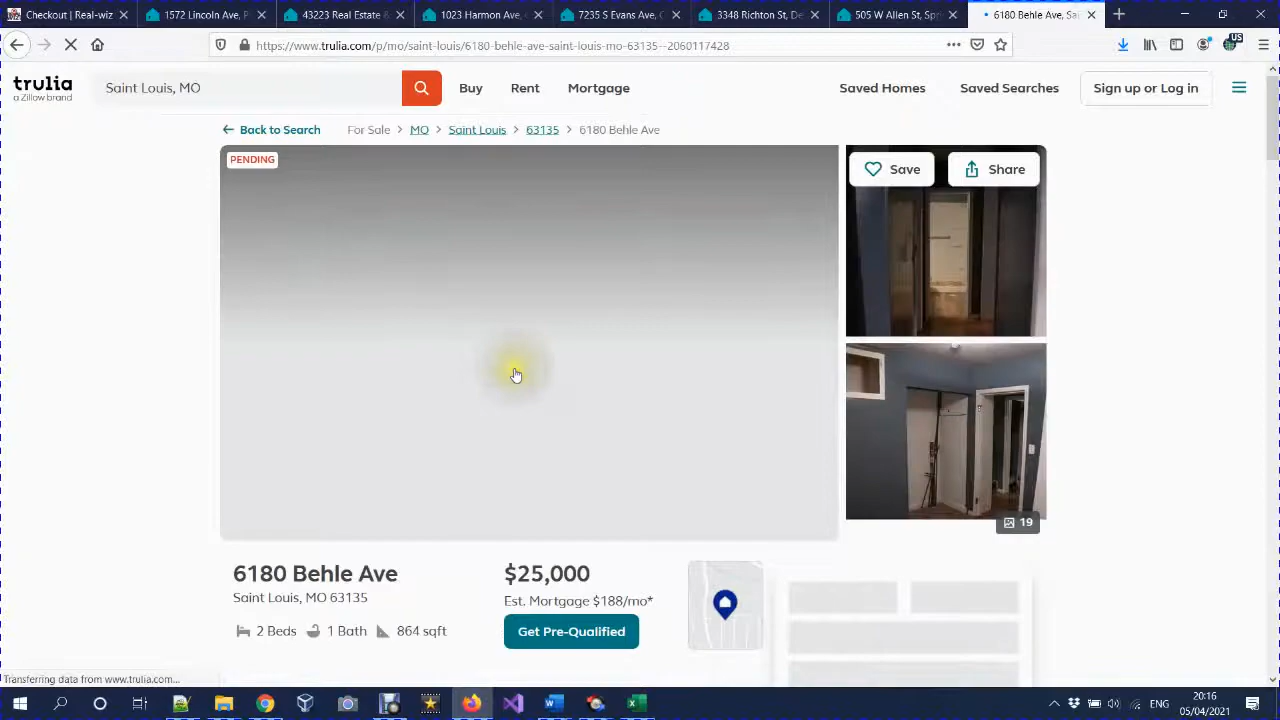 Checkout | Real-wiz
1572 Lincoln Ave, P
1023 Harmon Ave,
7235 S Evans Ave, C
3348 Richton St, De
505 W Allen St, Spr
6180 Behle Ave, Sai
US
https://www.trulia.com/p/mo/saint-louis/6180-behle-ave-saint-louis-mo-63135--2060117428
trulia
a Zillow brand
Saint Louis, MO
Buy
Rent
Mortgage
Saved Homes
Saved Searches
Sign up or Log in
Back to Search
For Sale > MO > Saint Louis > 63135 > 6180 Behle Ave
PENDING
Save
Share
19
6180 Behle Ave
Saint Louis, MO 63135
2 Beds 1 Bath 864 sqft
$25,000
Est. Mortgage $188/mo*
Get Pre-Qualified
Transferring data from www.trulia.com...
ENG
20:16
05/04/2021